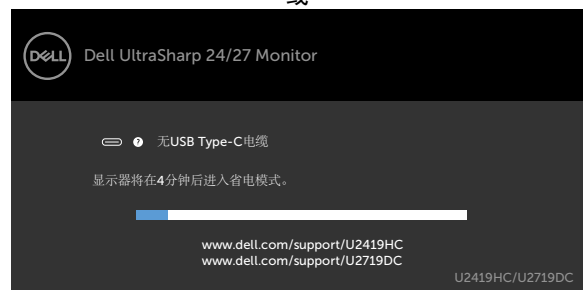 或
DELL
Dell UltraSharp 24/27 Monitor
? 无USB Type-C电缆
显示器将在4分钟后进入省电模式。
www.dell.com/support/U2419HC
www.dell.com/support/U2719DC
U2419HC/U2719DC